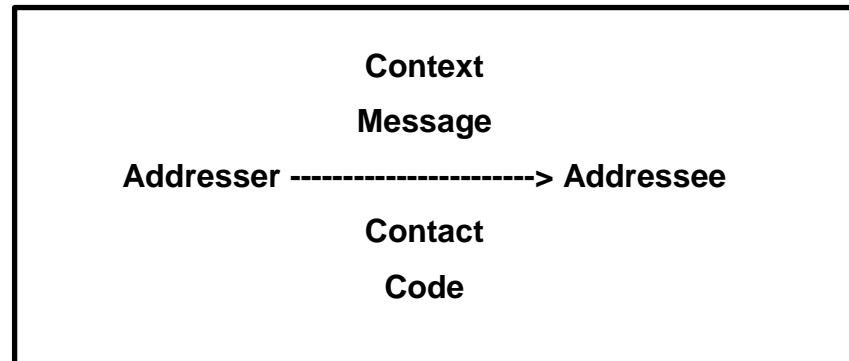 Context
Message
Addresser -----------------------> Addressee
Contact
Code